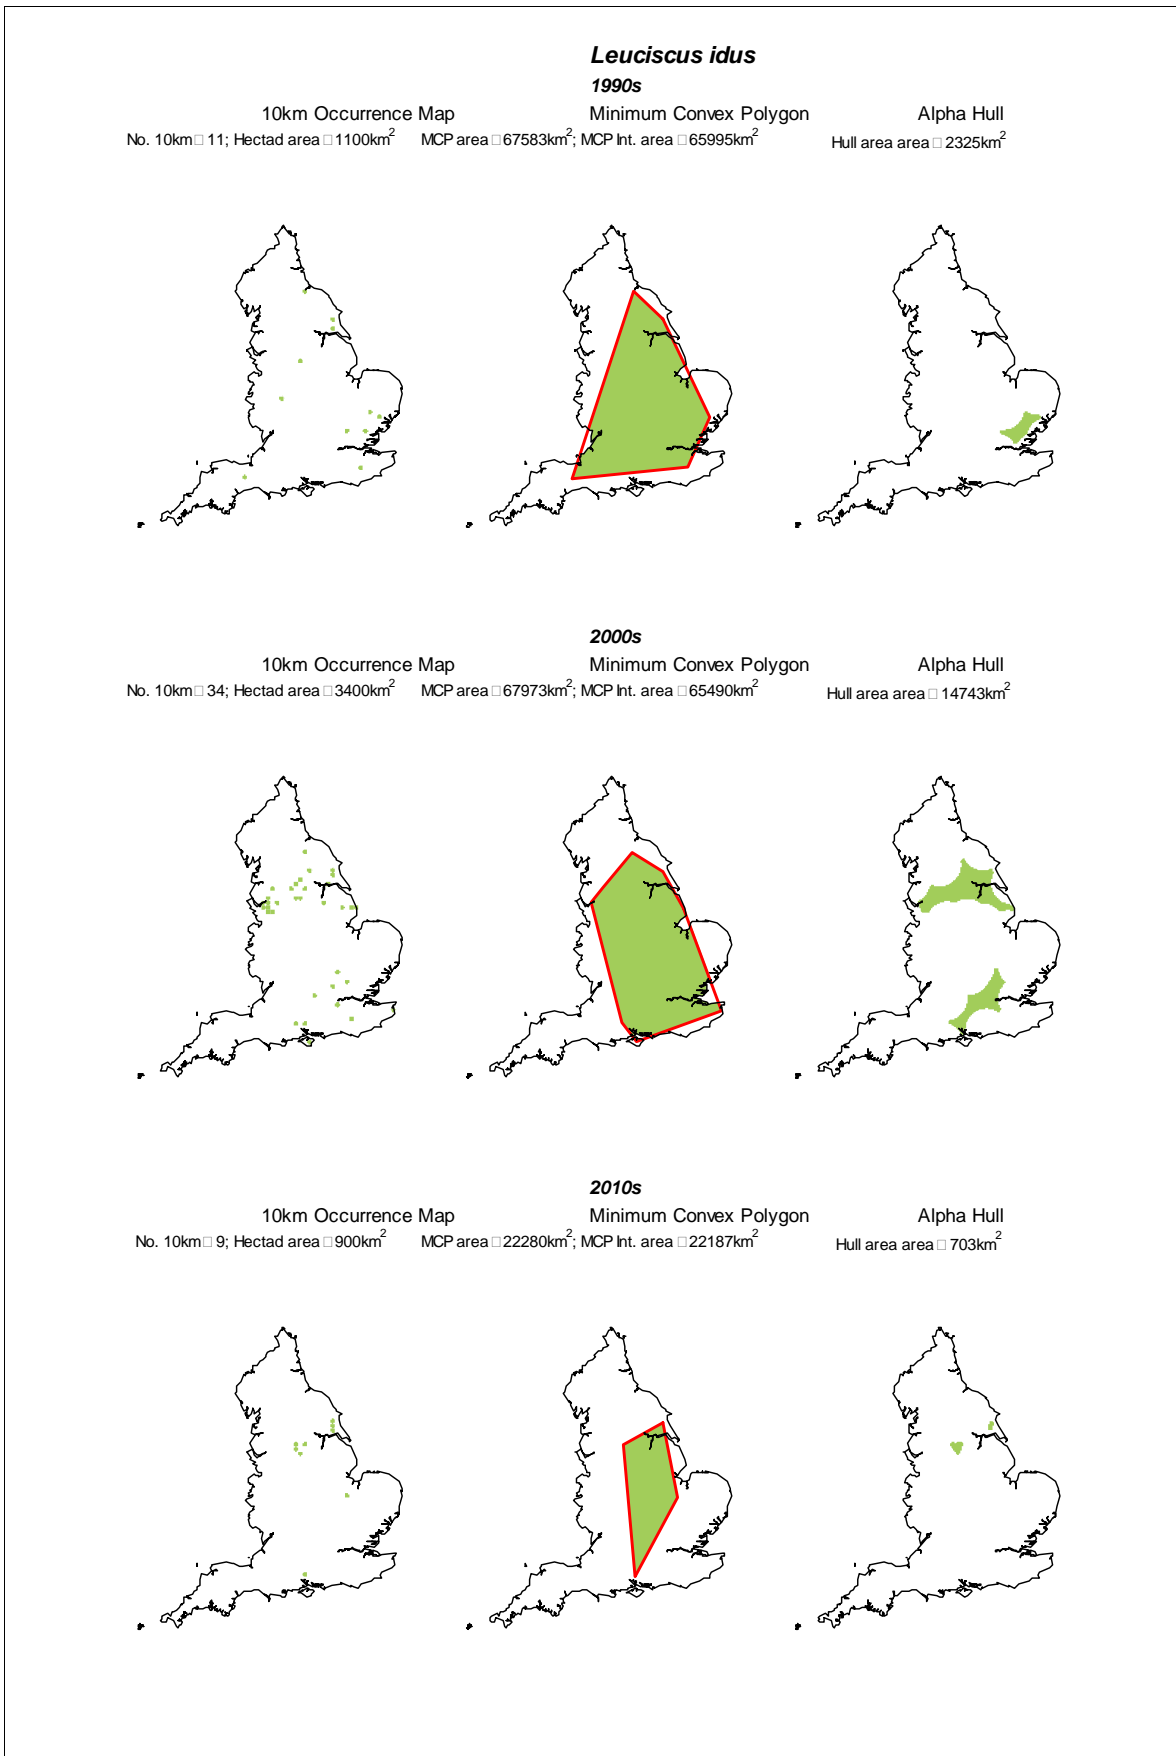 Leuciscus idus
1990s
10km Occurrence Map Minimum Convex Polygon Alpha Hull
No. 10km□11; Hectad area□1100km² MCP area□67583km²; MCP Int. area□65995km² Hull area area□2325km²
2000s
10km Occurrence Map Minimum Convex Polygon Alpha Hull
No. 10km□34; Hectad area□3400km² MCP area□67973km²; MCP Int. area□65490km² Hull area area□14743km²
2010s
10km Occurrence Map Minimum Convex Polygon Alpha Hull
No. 10km□9; Hectad area□900km² MCP area□22280km²; MCP Int. area□22187km² Hull area area□703km²